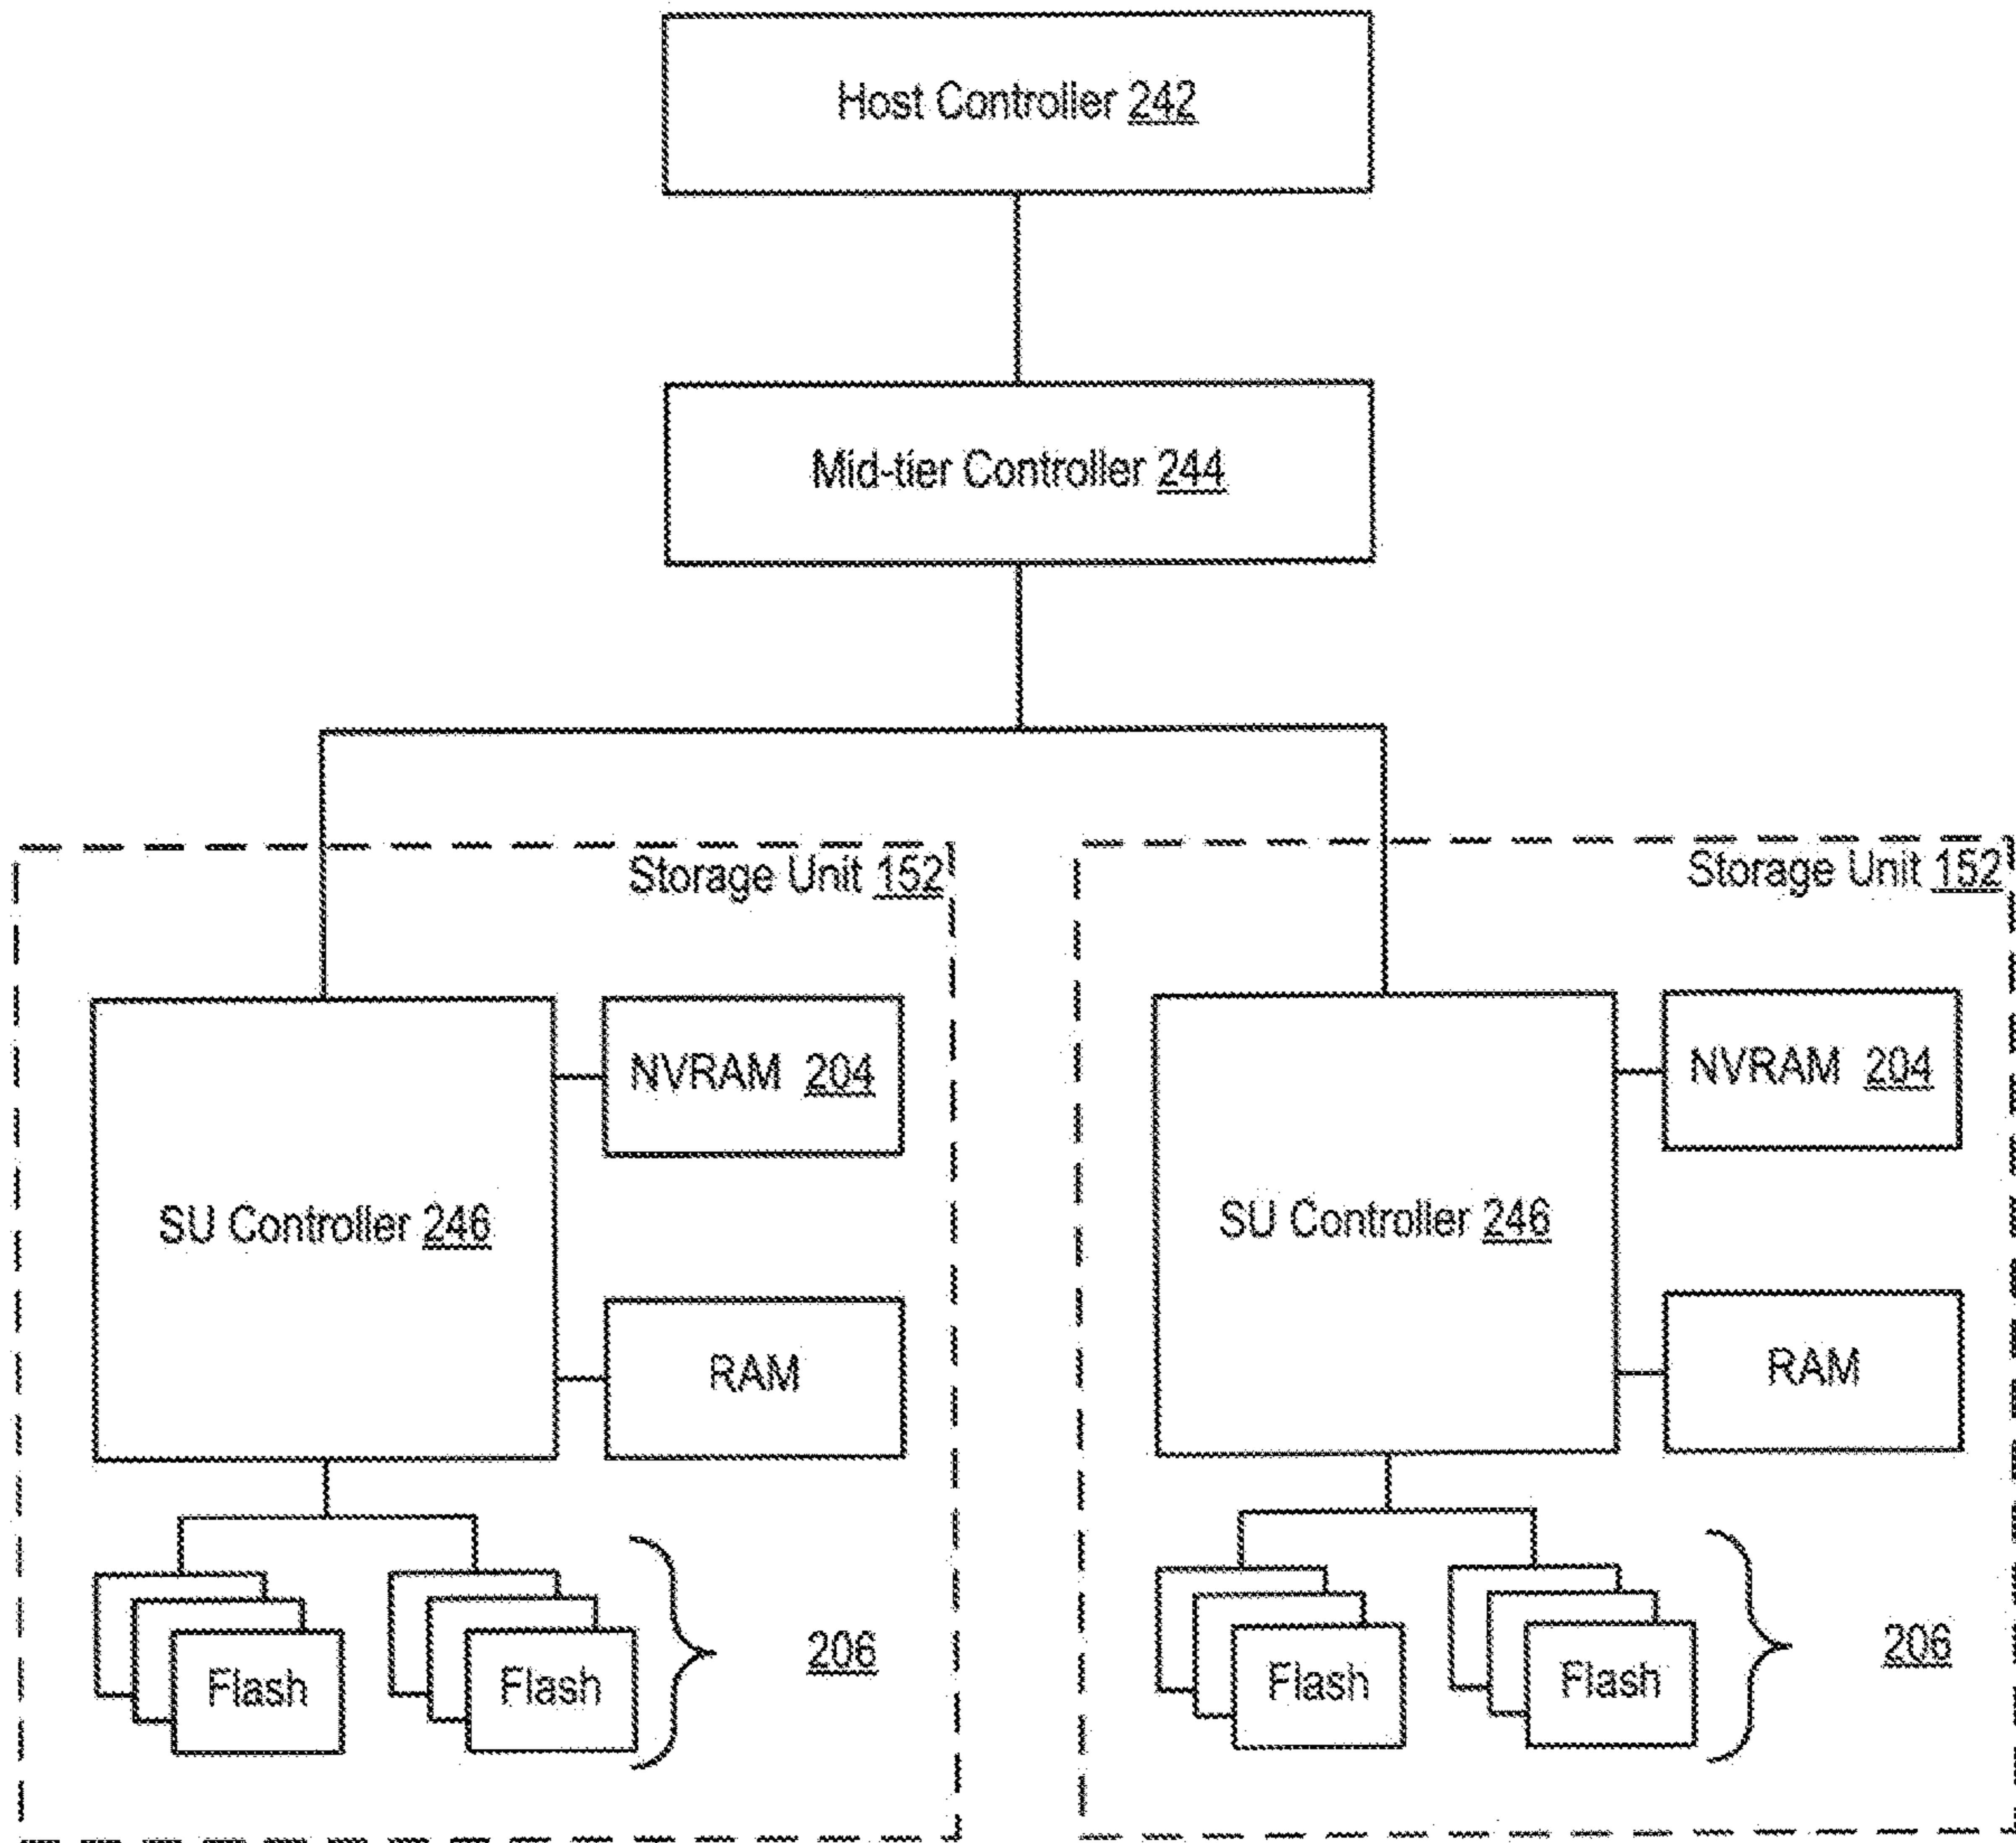 Host Controller 242
Mid-tier Controller 244
Storage Unit 152
Storage Unit 152
NVRAM 204
NVRAM 204
SU Controller 246
SU Controller 246
RAM
RAM
Flash
Flash
206
Flash
Flash
206